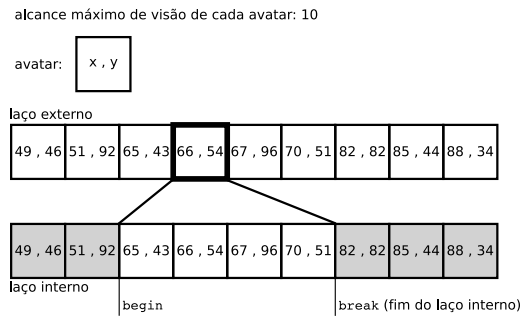 alcance máximo de visão de cada avatar: 10
avatar: x , y
laço externo
49 , 46 51 , 92 65 , 43 66 , 54 67 , 96 70 , 51 82 , 82 85 , 44 88 , 34
49 , 46 51 , 92 65 , 43 66 , 54 67 , 96 70 , 51 82 , 82 85 , 44 88 , 34
laço interno
begin break (fim do laço interno)